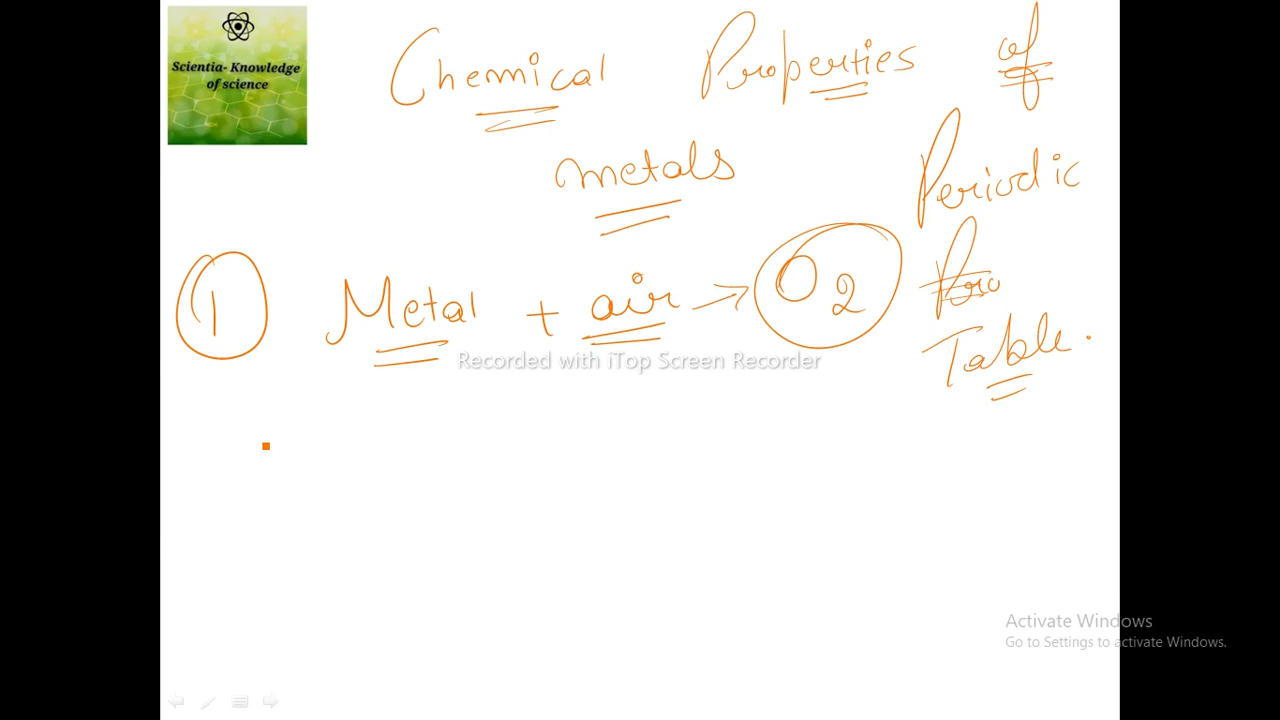 Scientia- Knowledge
of science
Chemical Properties of
metals
Periodic
Pro
Table.
1 Metal + air → O2
Recorded with iTop Screen Recorder
Activate Windows
Go to Settings to activate Windows.